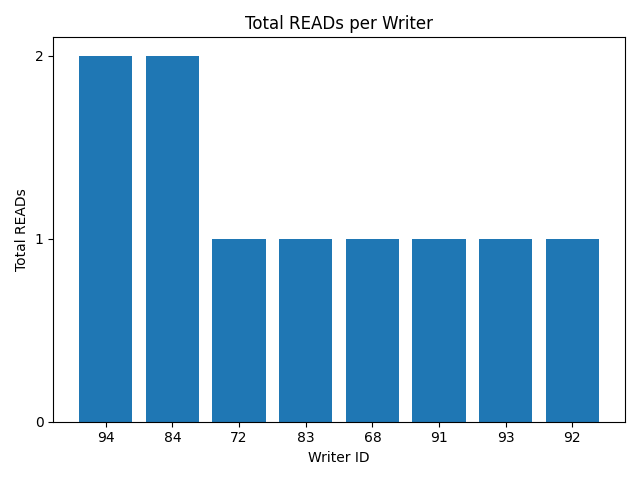 Total READs per Writer
Total READs
2
1
0
94 84 72 83 68 91 93 92
Writer ID